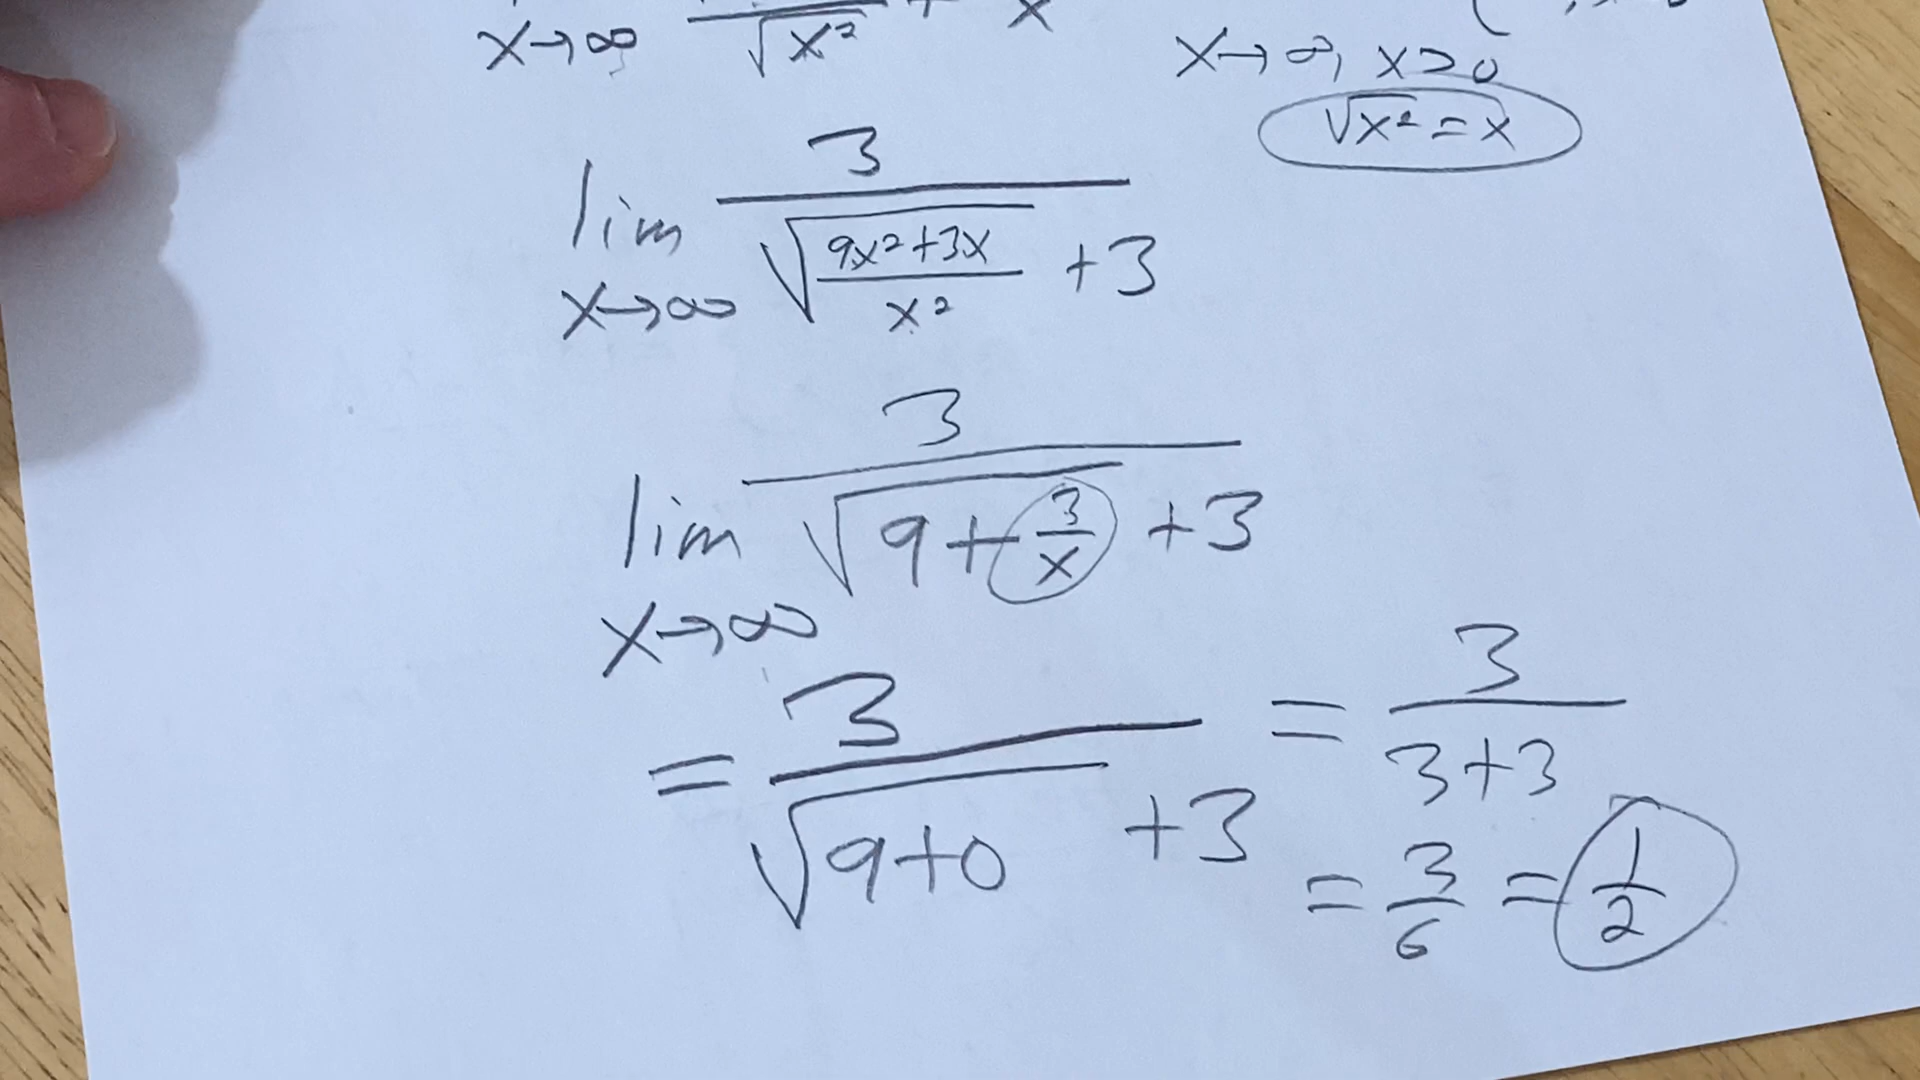 x→∞ √x² + x
x→∞, x>0
√x² = x
lim x→∞ 3 / (√((9x²+3x)/x²) + 3)
lim x→∞ 3 / (√(9 + 3/x) + 3)
= 3 / (√(9+0) + 3) = 3 / (3+3)
= 3/6 = 1/2